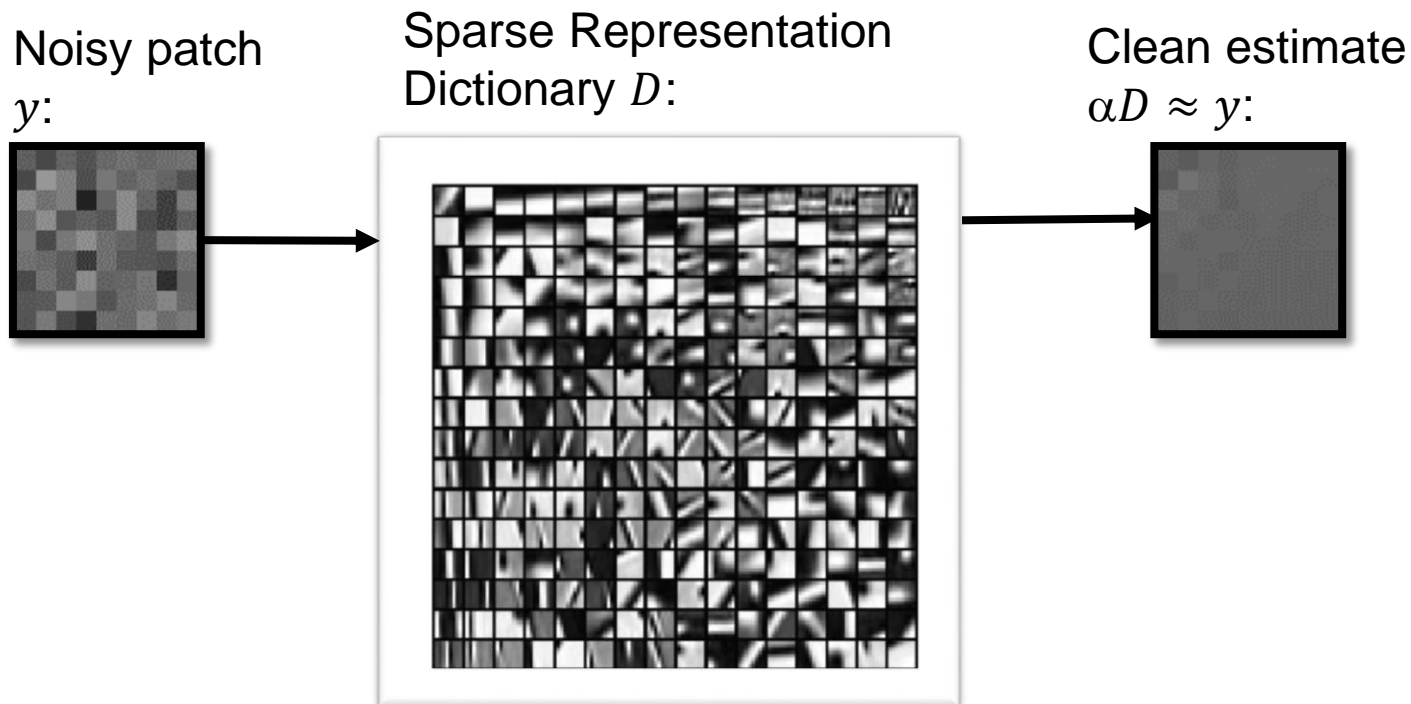 Noisy patch
y:
Sparse Representation
Dictionary D:
Clean estimate
αD ≈ y: